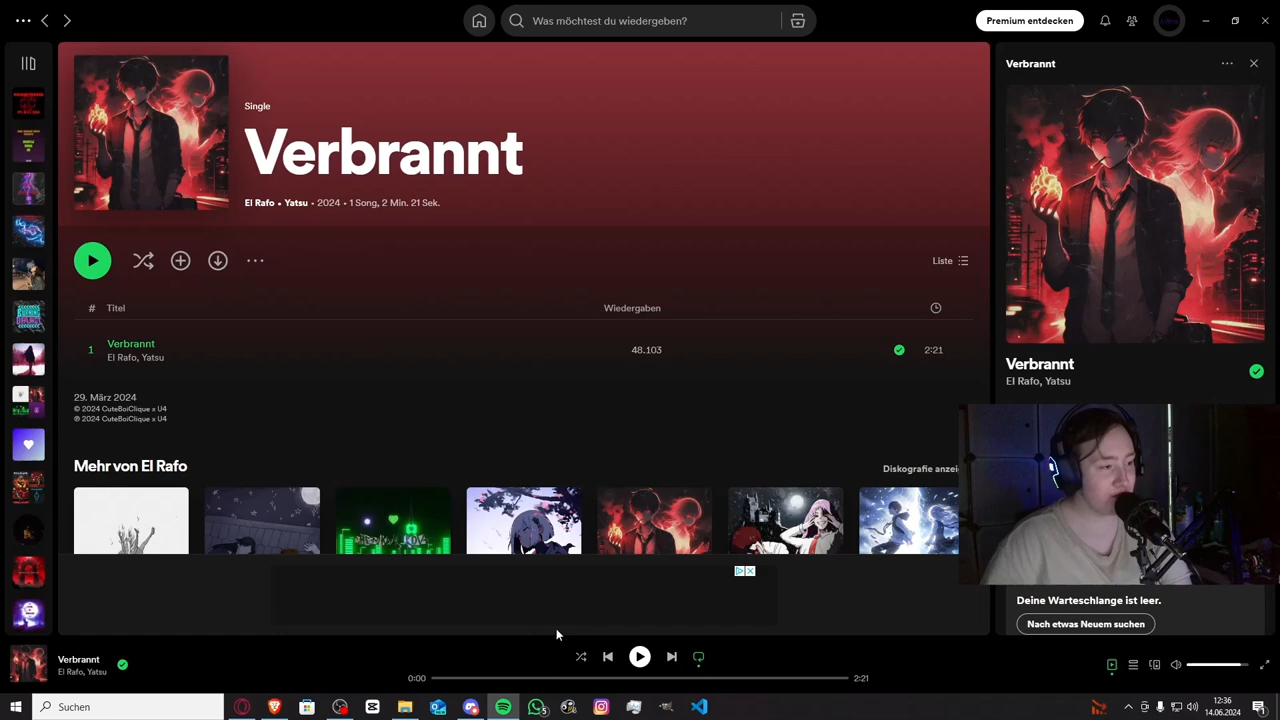 Was möchtest du wiedergeben?
Premium entdecken
Single
Verbrannt
El Rafo • Yatsu • 2024 • 1 Song, 2 Min. 21 Sek.
Liste
# Titel Wiedergaben
1 Verbrannt 48.103 2:21
El Rafo, Yatsu
29. März 2024
© 2024 CuteBoiClique x U4
℗ 2024 CuteBoiClique x U4
Mehr von El Rafo
Diskografie anzei
Verbrannt
Verbrannt
El Rafo, Yatsu
Deine Warteschlange ist leer.
Nach etwas Neuem suchen
Verbrannt
El Rafo, Yatsu
0:00 2:21
Suchen
5
12:36
14.06.2024
1